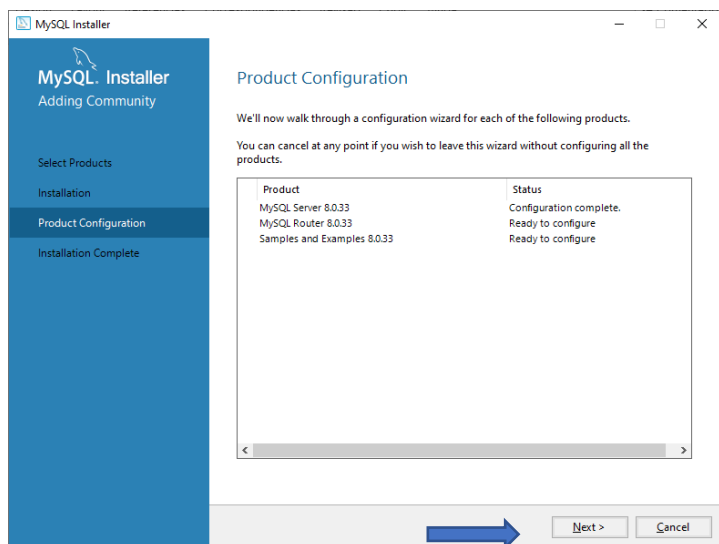 MySQL Installer
MySQL. Installer
Adding Community
Select Products
Installation
Product Configuration
Installation Complete
Product Configuration
We'll now walk through a configuration wizard for each of the following products.
You can cancel at any point if you wish to leave this wizard without configuring all the
products.
Product Status
MySQL Server 8.0.33 Configuration complete.
MySQL Router 8.0.33 Ready to configure
Samples and Examples 8.0.33 Ready to configure
Next > Cancel